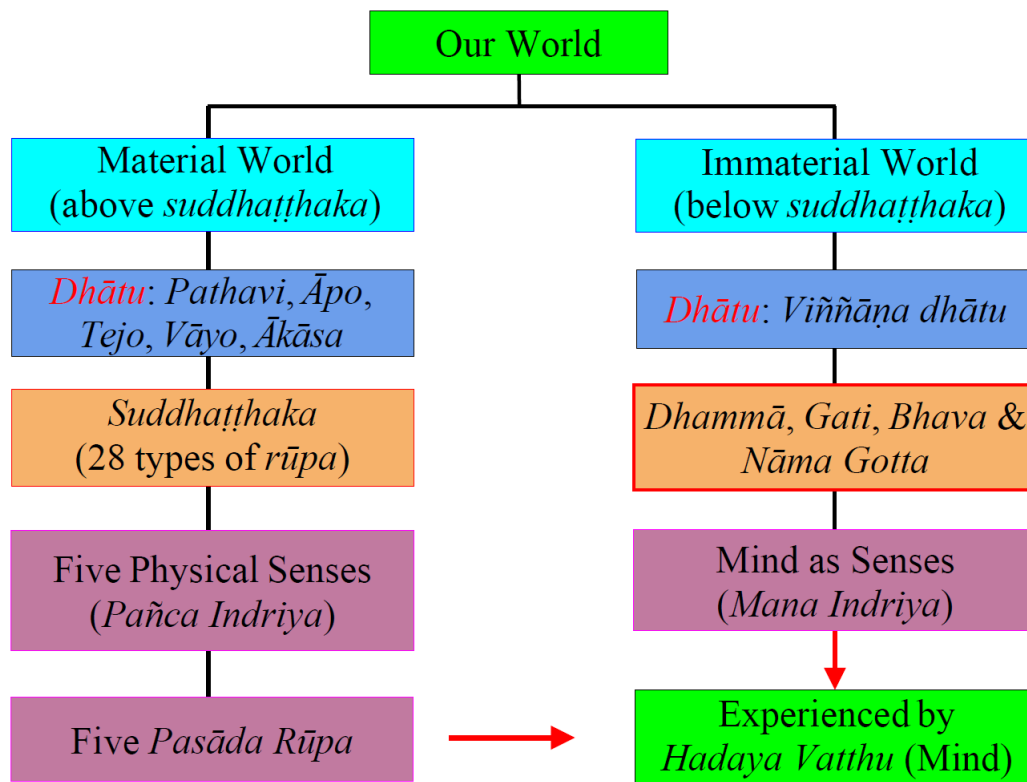 Our World
Material World
(above suddhaṭṭhaka)
Dhātu: Pathavi, Āpo,
Tejo, Vāyo, Ākāsa
Suddhaṭṭhaka
(28 types of rūpa)
Five Physical Senses
(Pañca Indriya)
Five Pasāda Rūpa
Immaterial World
(below suddhaṭṭhaka)
Dhātu: Viññāṇa dhātu
Dhammā, Gati, Bhava &
Nāma Gotta
Mind as Senses
(Mana Indriya)
Experienced by
Hadaya Vatthu (Mind)